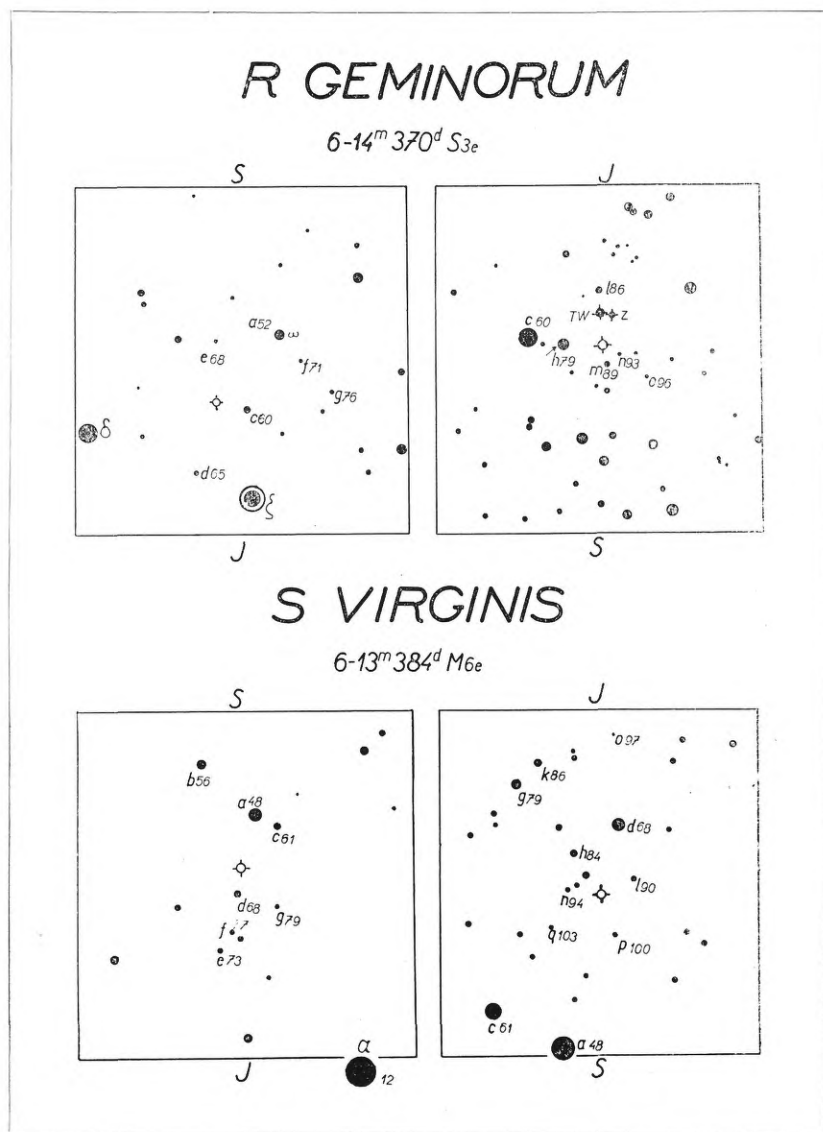 R GEMINORUM
6-14ᵐ 370ᵈ S3e
S
a52
ω
e68
f71
g76
c60
δ
d65
ξ
J
J
l86
c60
TW
Z
h79
n93
m89
c96
S
S VIRGINIS
6-13ᵐ 384ᵈ M6e
S
b56
a48
c61
d68
g79
f
e73
α
12
J
J
o97
k86
g79
d68
h84
l90
n94
q103
p100
c61
a48
S